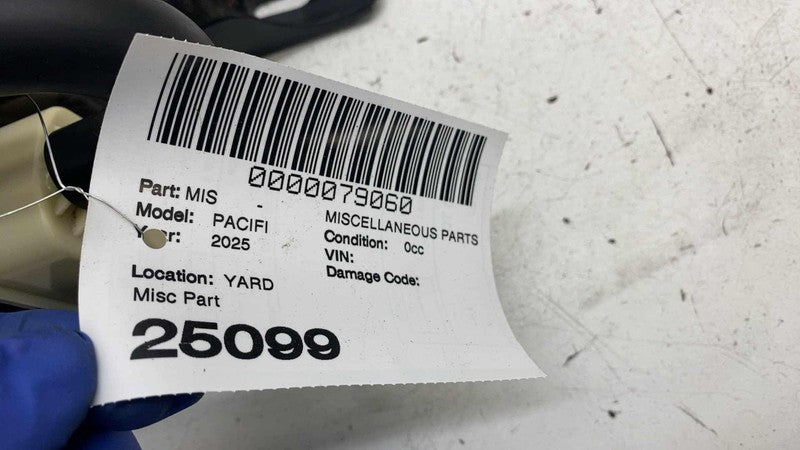 0000079060
Part: MIS - MISCELLANEOUS PARTS
Model: PACIFI Condition: 0cc
Year: 2025 VIN:
Damage Code:
Location: YARD
Misc Part
25099